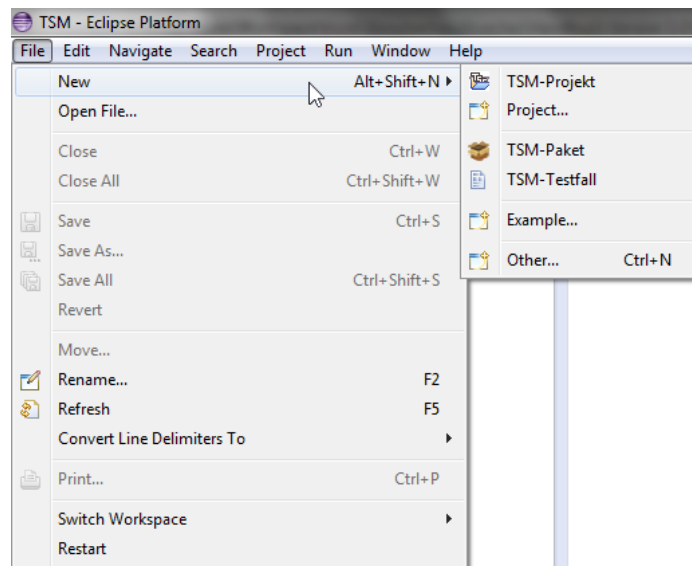 TSM - Eclipse Platform
File Edit Navigate Search Project Run Window Help
New Alt+Shift+N
Open File...
Close Ctrl+W
Close All Ctrl+Shift+W
Save Ctrl+S
Save As...
Save All Ctrl+Shift+S
Revert
Move...
Rename... F2
Refresh F5
Convert Line Delimiters To
Print... Ctrl+P
Switch Workspace
Restart
TSM-Projekt
Project...
TSM-Paket
TSM-Testfall
Example...
Other... Ctrl+N